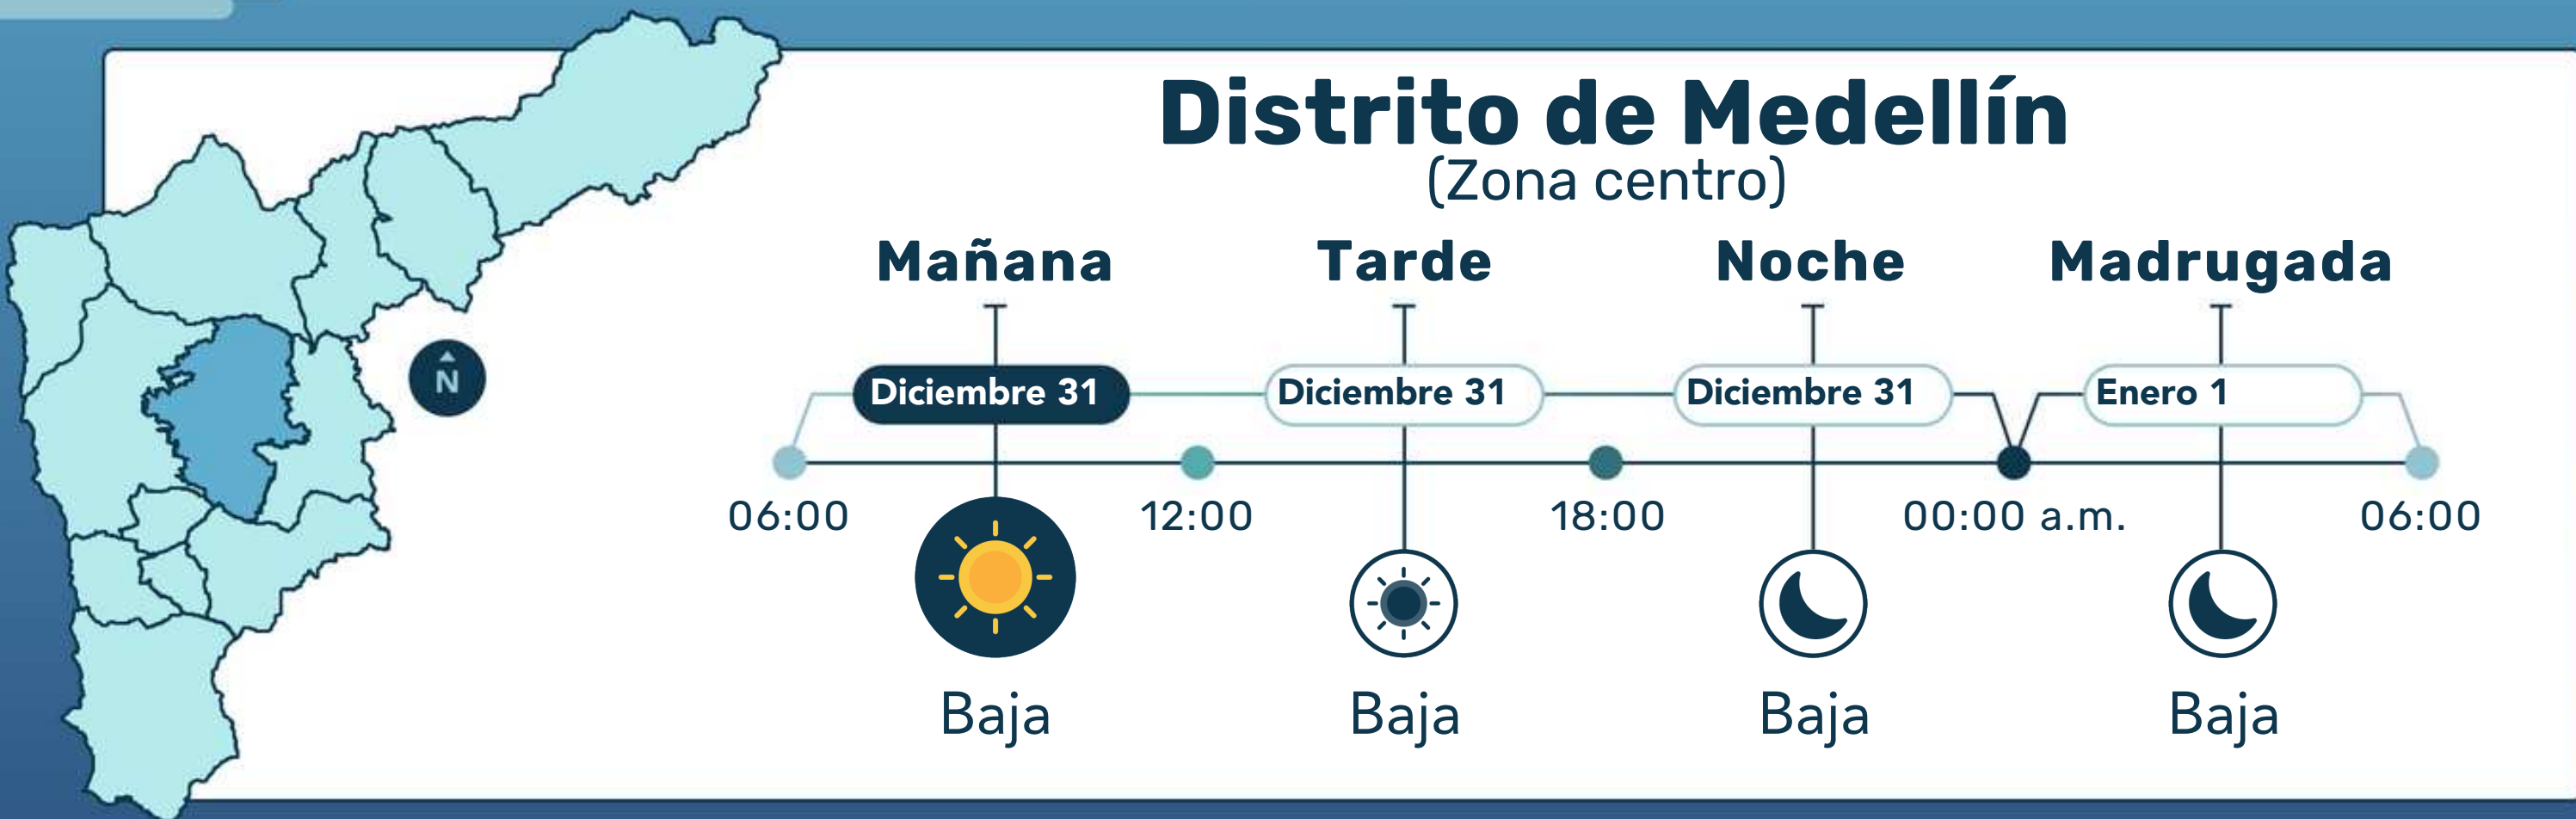 Distrito de Medellín
(Zona centro)
Mañana Tarde Noche Madrugada
Diciembre 31 Diciembre 31 Diciembre 31 Enero 1
N
06:00 12:00 18:00 00:00 a.m. 06:00
Baja Baja Baja Baja